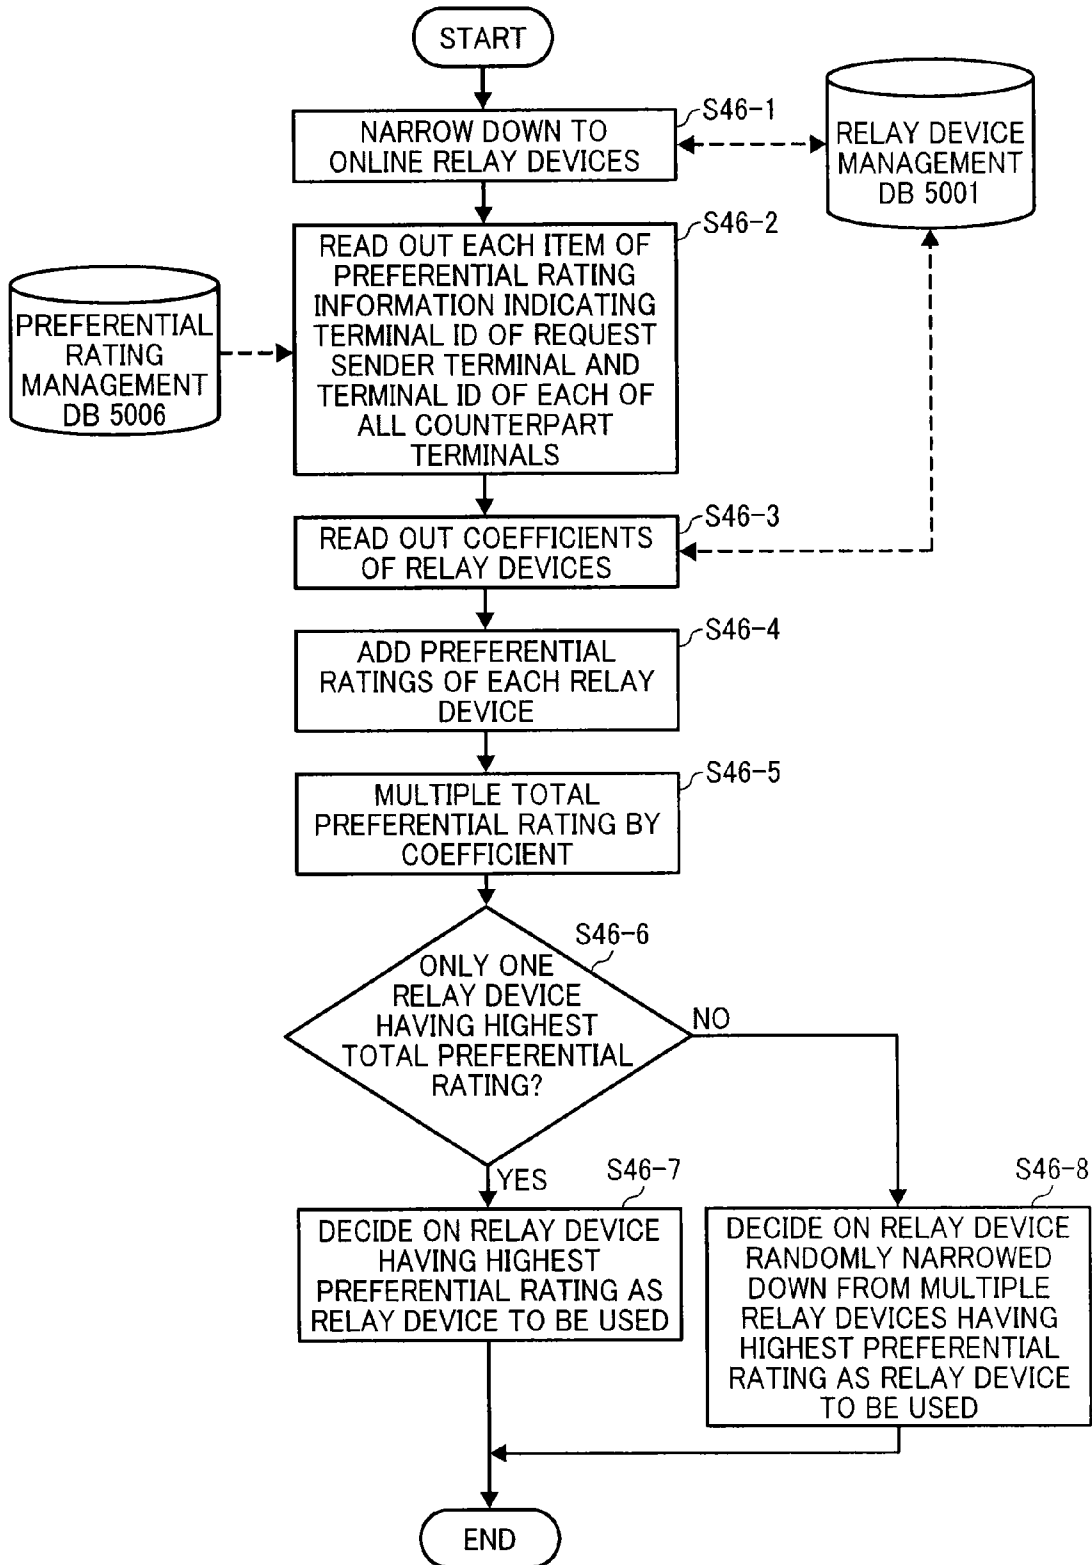 START
S46-1
NARROW DOWN TO
ONLINE RELAY DEVICES
RELAY DEVICE
MANAGEMENT
DB 5001
S46-2
READ OUT EACH ITEM OF
PREFERENTIAL RATING
INFORMATION INDICATING
TERMINAL ID OF REQUEST
SENDER TERMINAL AND
TERMINAL ID OF EACH OF
ALL COUNTERPART
TERMINALS
PREFERENTIAL
RATING
MANAGEMENT
DB 5006
S46-3
READ OUT COEFFICIENTS
OF RELAY DEVICES
S46-4
ADD PREFERENTIAL
RATINGS OF EACH RELAY
DEVICE
S46-5
MULTIPLE TOTAL
PREFERENTIAL RATING BY
COEFFICIENT
S46-6
ONLY ONE
RELAY DEVICE
HAVING HIGHEST
TOTAL PREFERENTIAL
RATING?
NO
YES
S46-7
DECIDE ON RELAY DEVICE
HAVING HIGHEST
PREFERENTIAL RATING AS
RELAY DEVICE TO BE USED
S46-8
DECIDE ON RELAY DEVICE
RANDOMLY NARROWED
DOWN FROM MULTIPLE
RELAY DEVICES HAVING
HIGHEST PREFERENTIAL
RATING AS RELAY DEVICE
TO BE USED
END